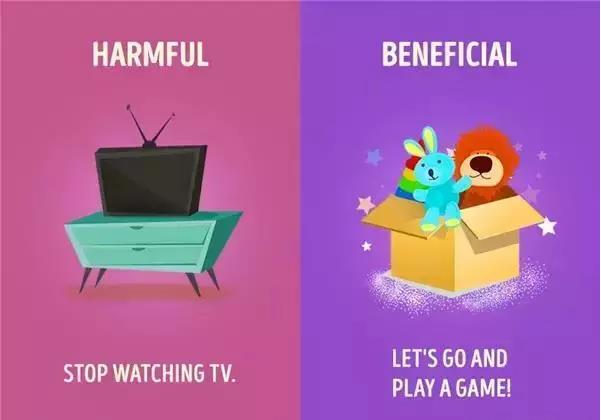 HARMFUL
STOP WATCHING TV.
BENEFICIAL
LET'S GO AND
PLAY A GAME!